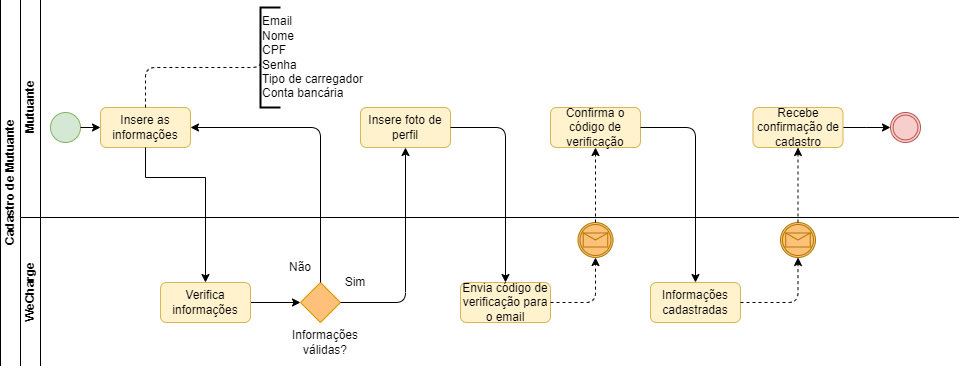 Cadastro de Mutuante
Mutuante
WeCharge
Email
Nome
CPF
Senha
Tipo de carregador
Conta bancária
Insere as
informações
Insere foto de
perfil
Confirma o
código de
verificação
Recebe
confirmação de
cadastro
Não
Sim
Verifica
informações
Informações
válidas?
Envia código de
verificação para
o email
Informações
cadastradas